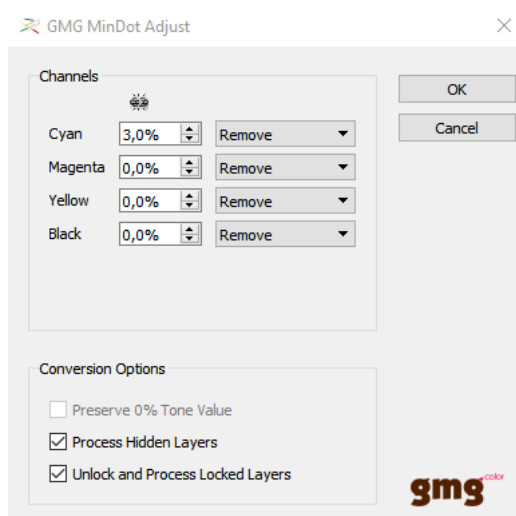 GMG MinDot Adjust
Channels
OK
Cyan 3,0% Remove
Cancel
Magenta 0,0% Remove
Yellow 0,0% Remove
Black 0,0% Remove
Conversion Options
Preserve 0% Tone Value
Process Hidden Layers
Unlock and Process Locked Layers
gmg color